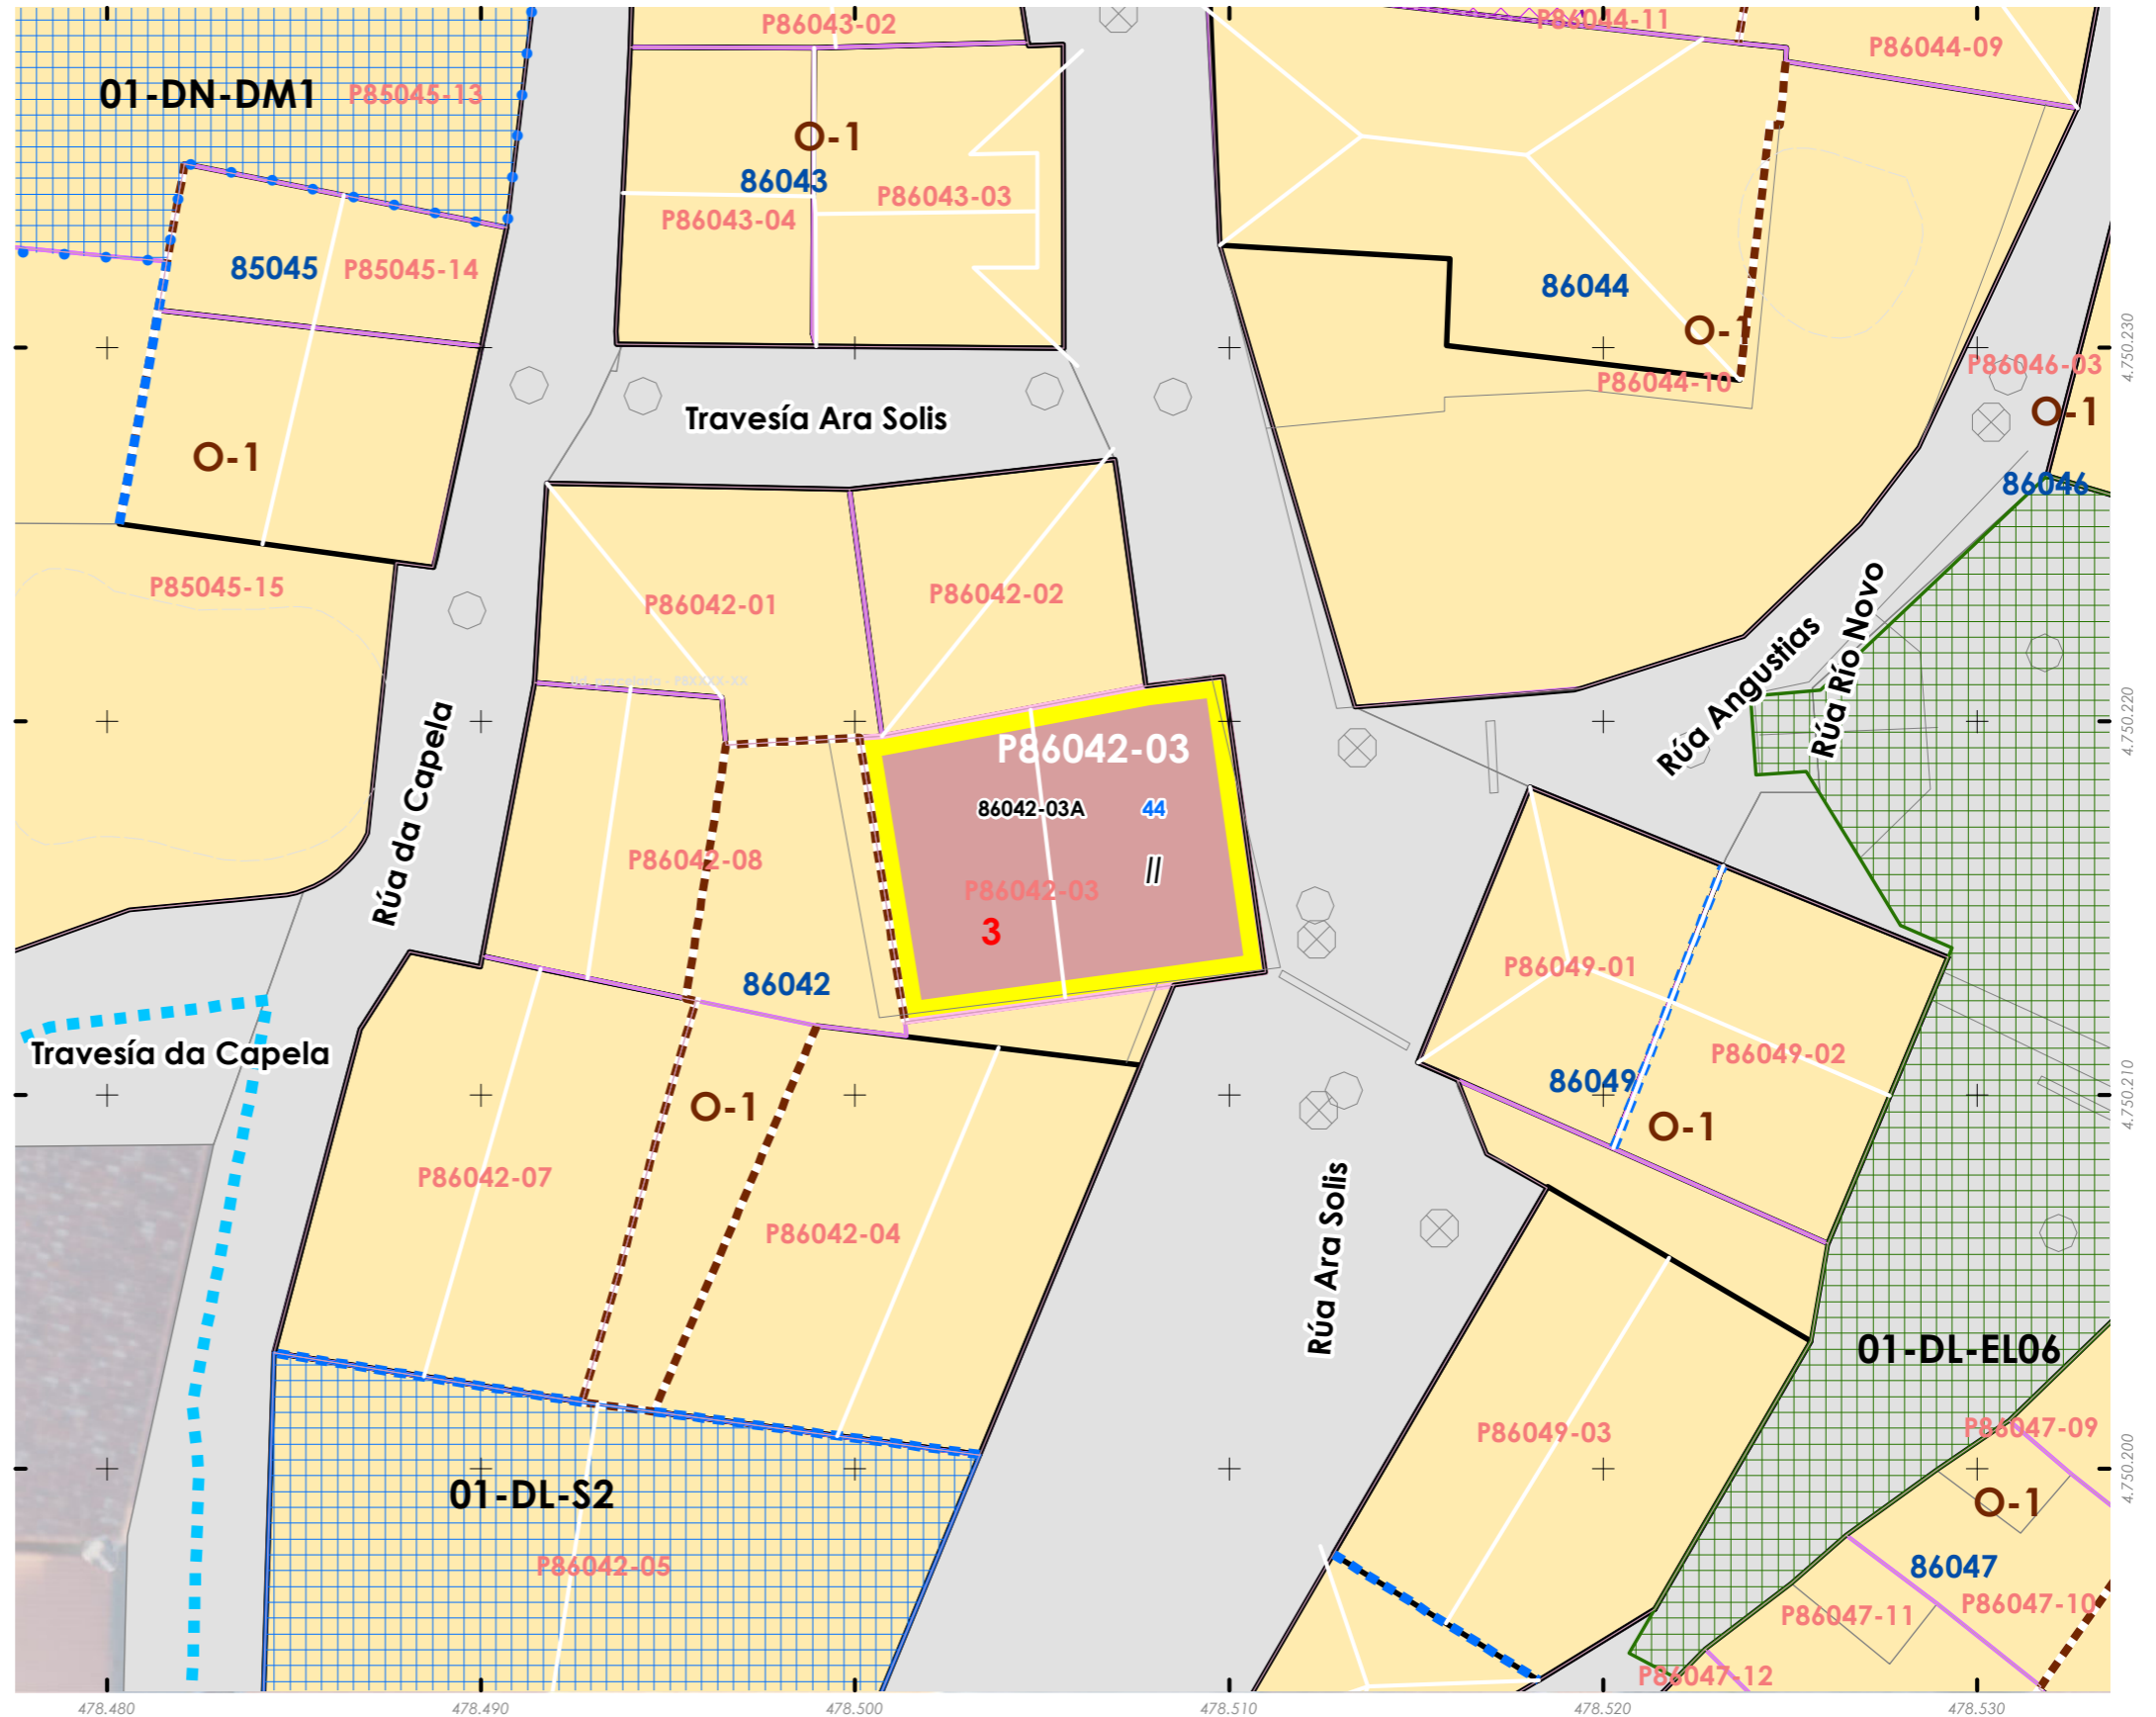 P86043-02
P86044-11
P86044-09
01-DN-DM1
P85045-13
O-1
86043
P86043-03
P86043-04
85045
P85045-14
86044
O-1
P86044-10
4.750.230
P86046-03
O-1
86046
Travesía Ara Solis
O-1
P85045-15
P86042-01
P86042-02
Rúa Angustias
Rúa Río Novo
4.750.220
Rúa da Capela
P86042-03
86042-03A
44
II
P86042-08
P86042-03
3
86042
P86049-01
P86049-02
86049
O-1
4.750.210
Travesía da Capela
O-1
P86042-07
P86042-04
Rúa Ara Solis
01-DL-EL06
P86049-03
P86047-09
4.750.200
01-DL-S2
O-1
P86042-05
86047
P86047-10
P86047-11
P86047-12
478.480
478.490
478.500
478.510
478.520
478.530